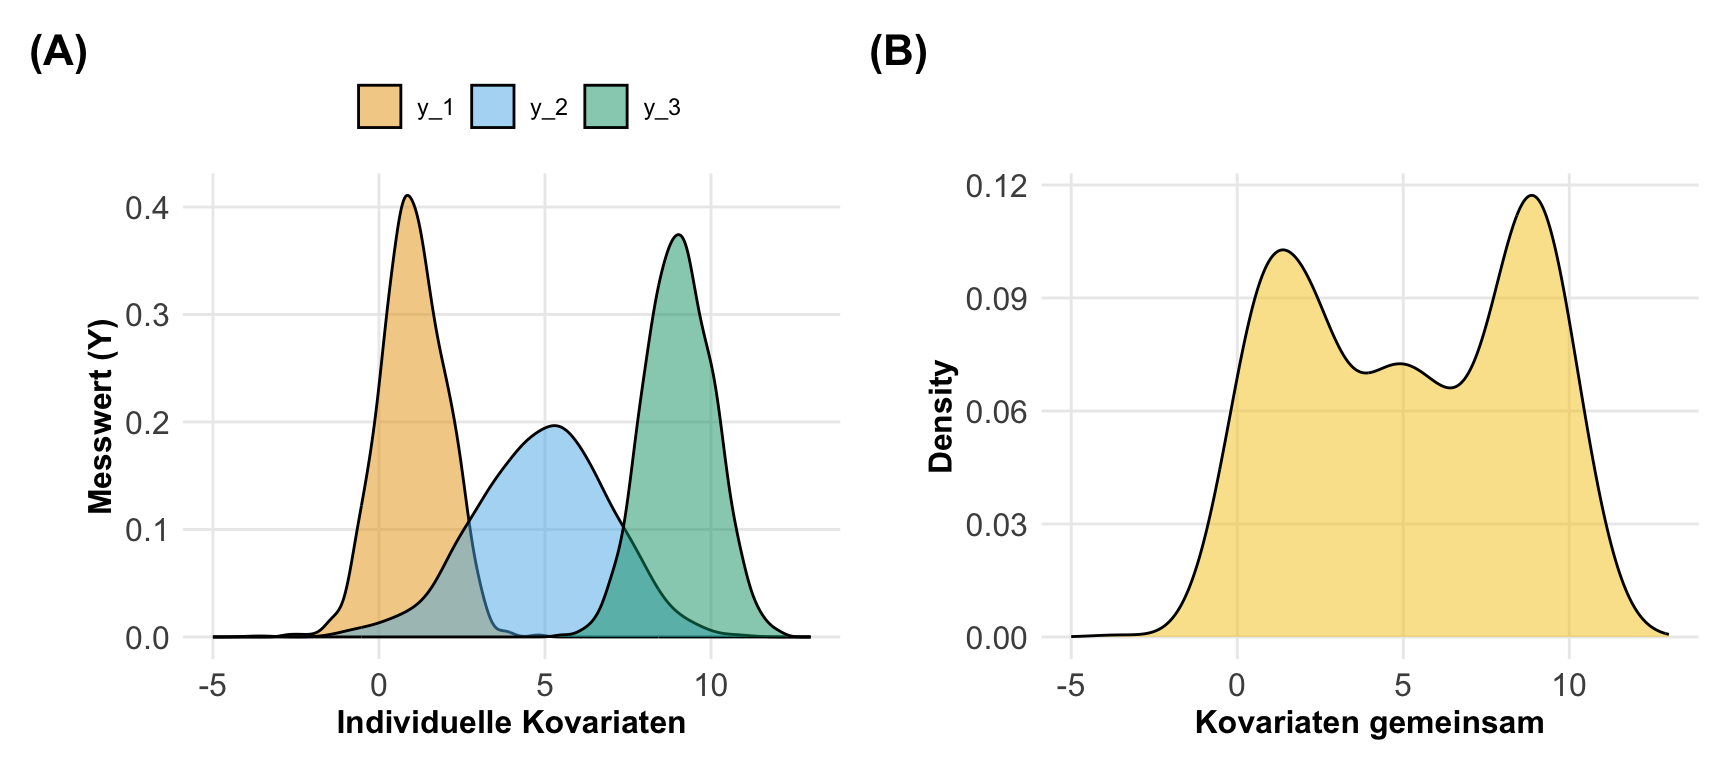 (A)
y_1 y_2 y_3
Messwert (Y)
0.4
0.3
0.2
0.1
0.0
-5 0 5 10
Individuelle Kovariaten
(B)
Density
0.12
0.09
0.06
0.03
0.00
-5 0 5 10
Kovariaten gemeinsam